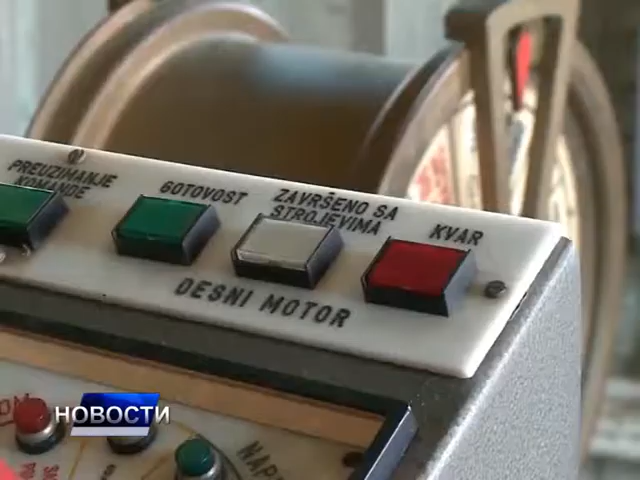 PREUZIMANJE
KOMANDE
GOTOVOST
ZAVRŠENO SA
STROJEVIMA
KVAR
DESNI MOTOR
НОВОСТИ